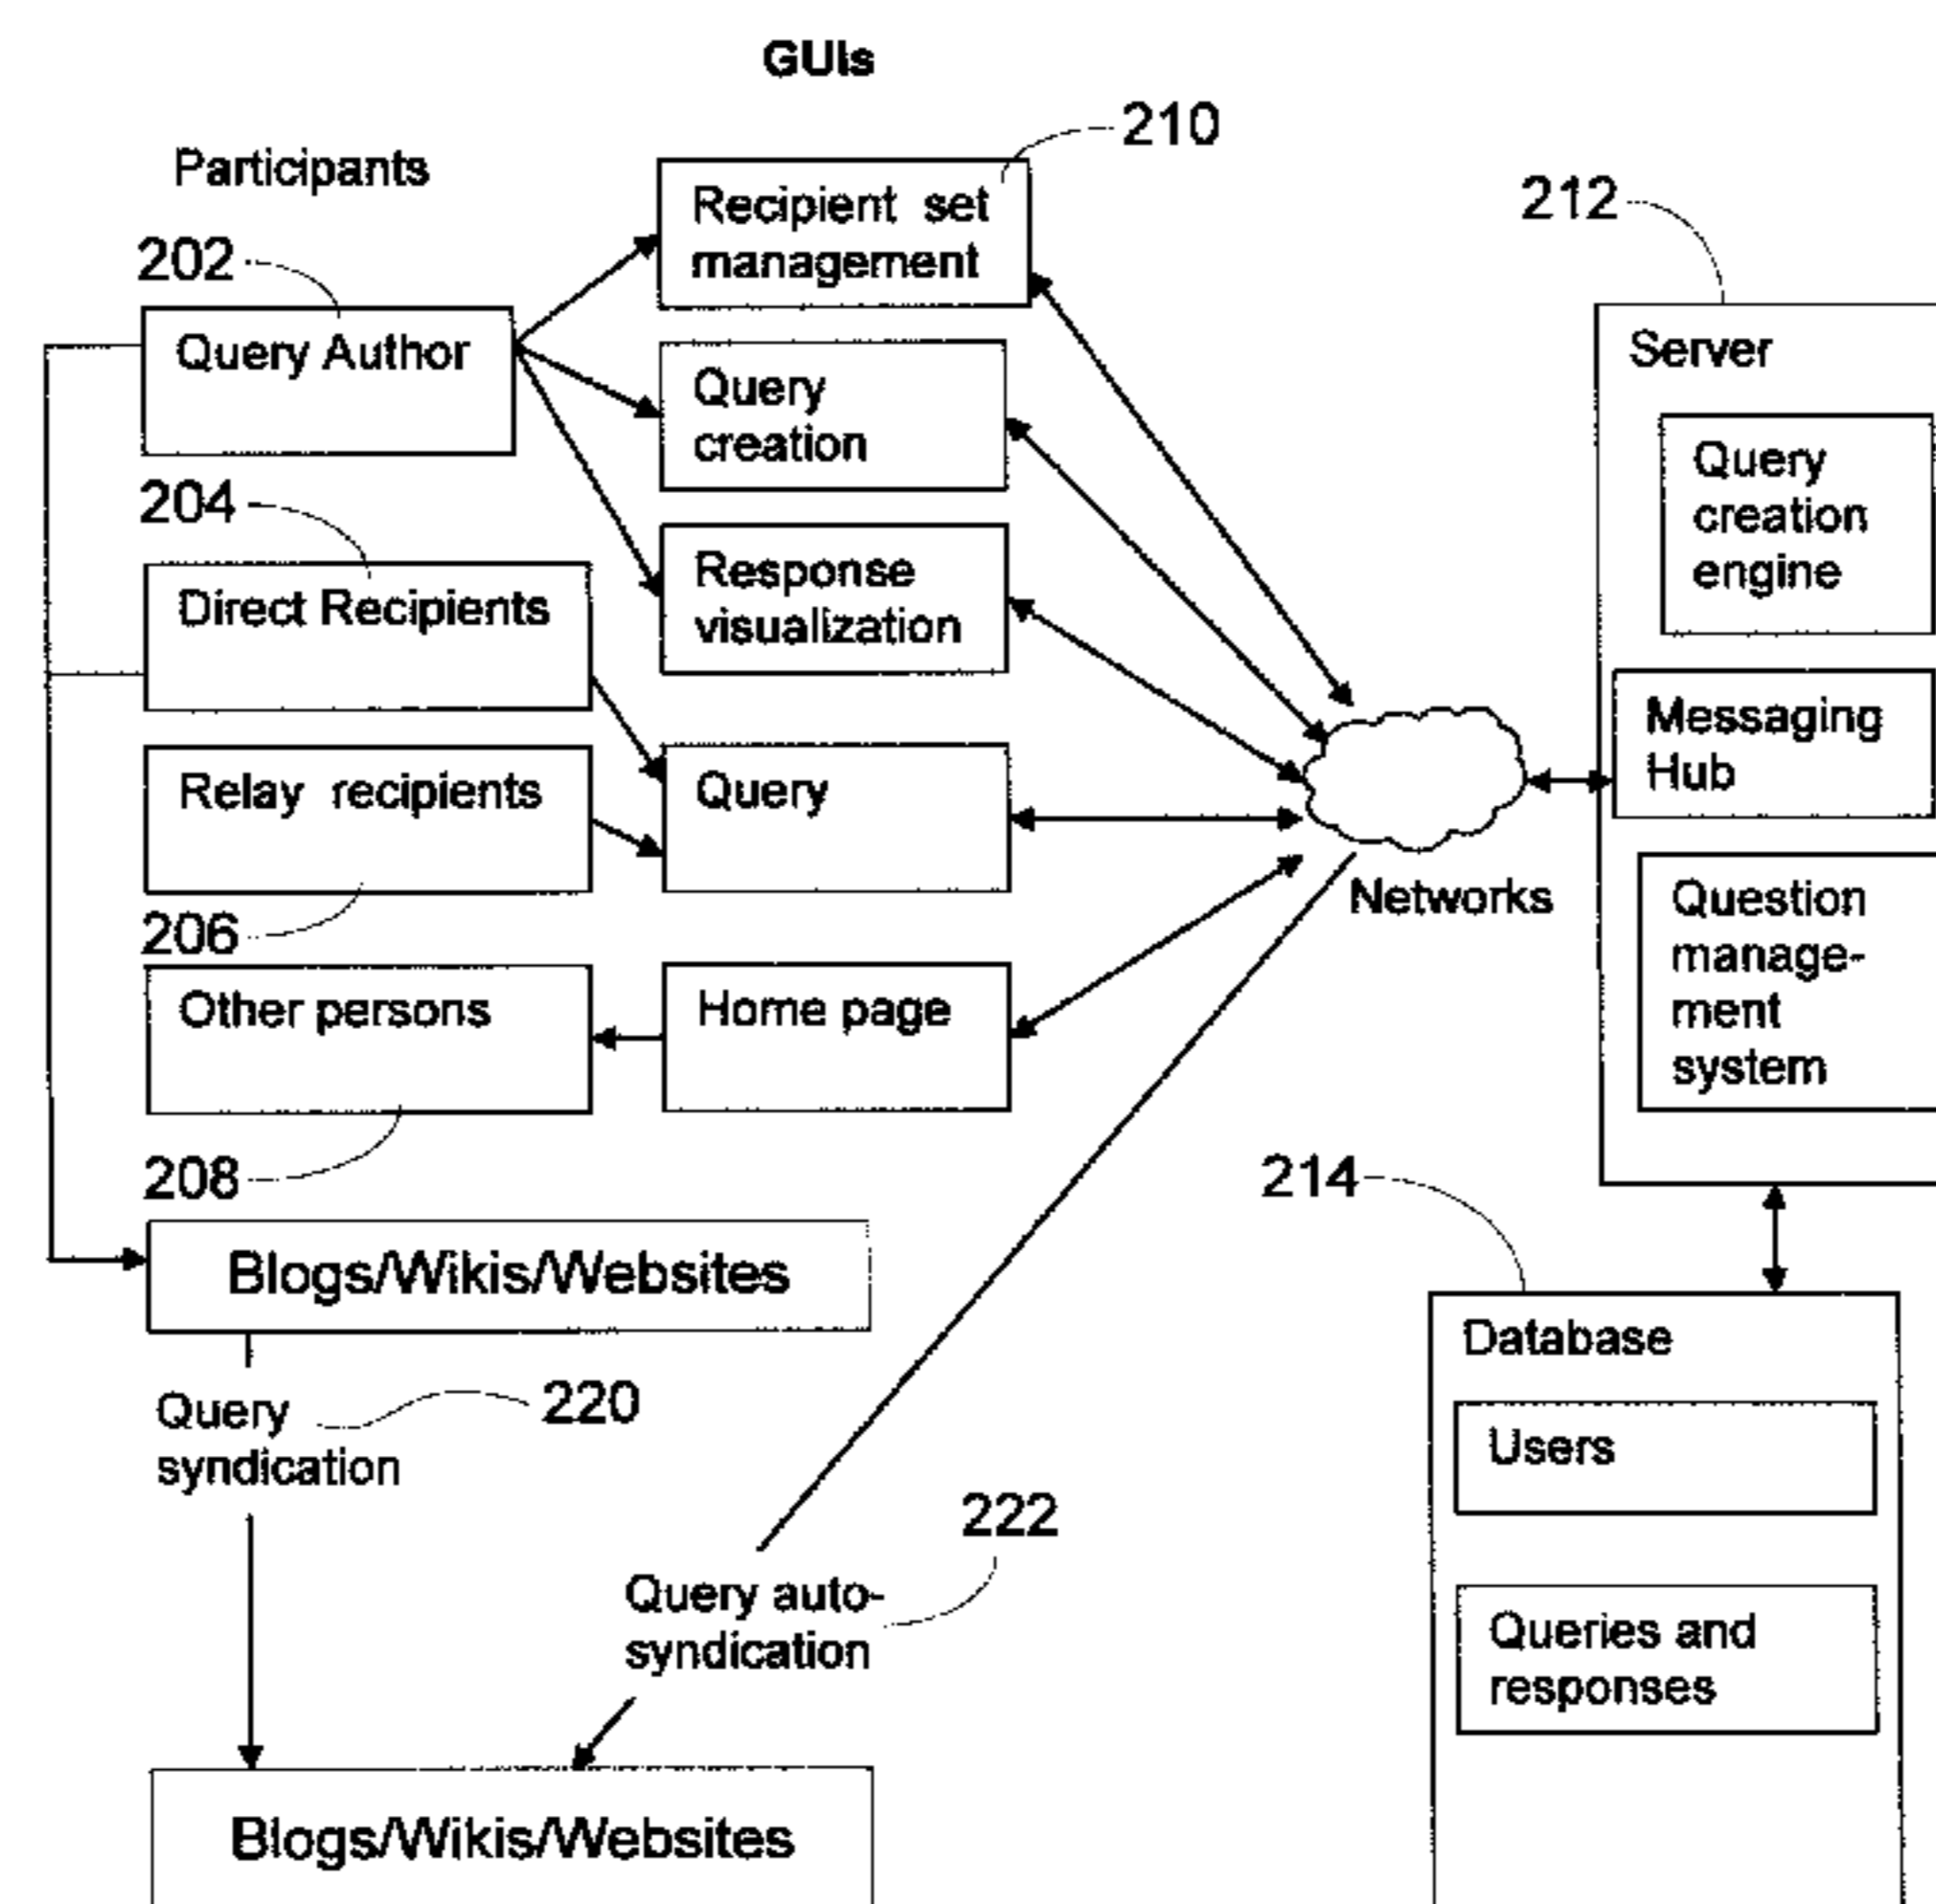 GUIs
Participants
210
Recipient set
management
202
Query Author
212
Server
Query
creation
Query
creation
engine
204
Direct Recipients
Response
visualization
Messaging
Hub
Relay recipients
Query
Networks
206
Question
manage-
ment
system
Other persons
Home page
208
214
Blogs/Wikis/Websites
Database
220
Query
syndication
Users
222
Query auto-
syndication
Queries and
responses
Blogs/Wikis/Websites